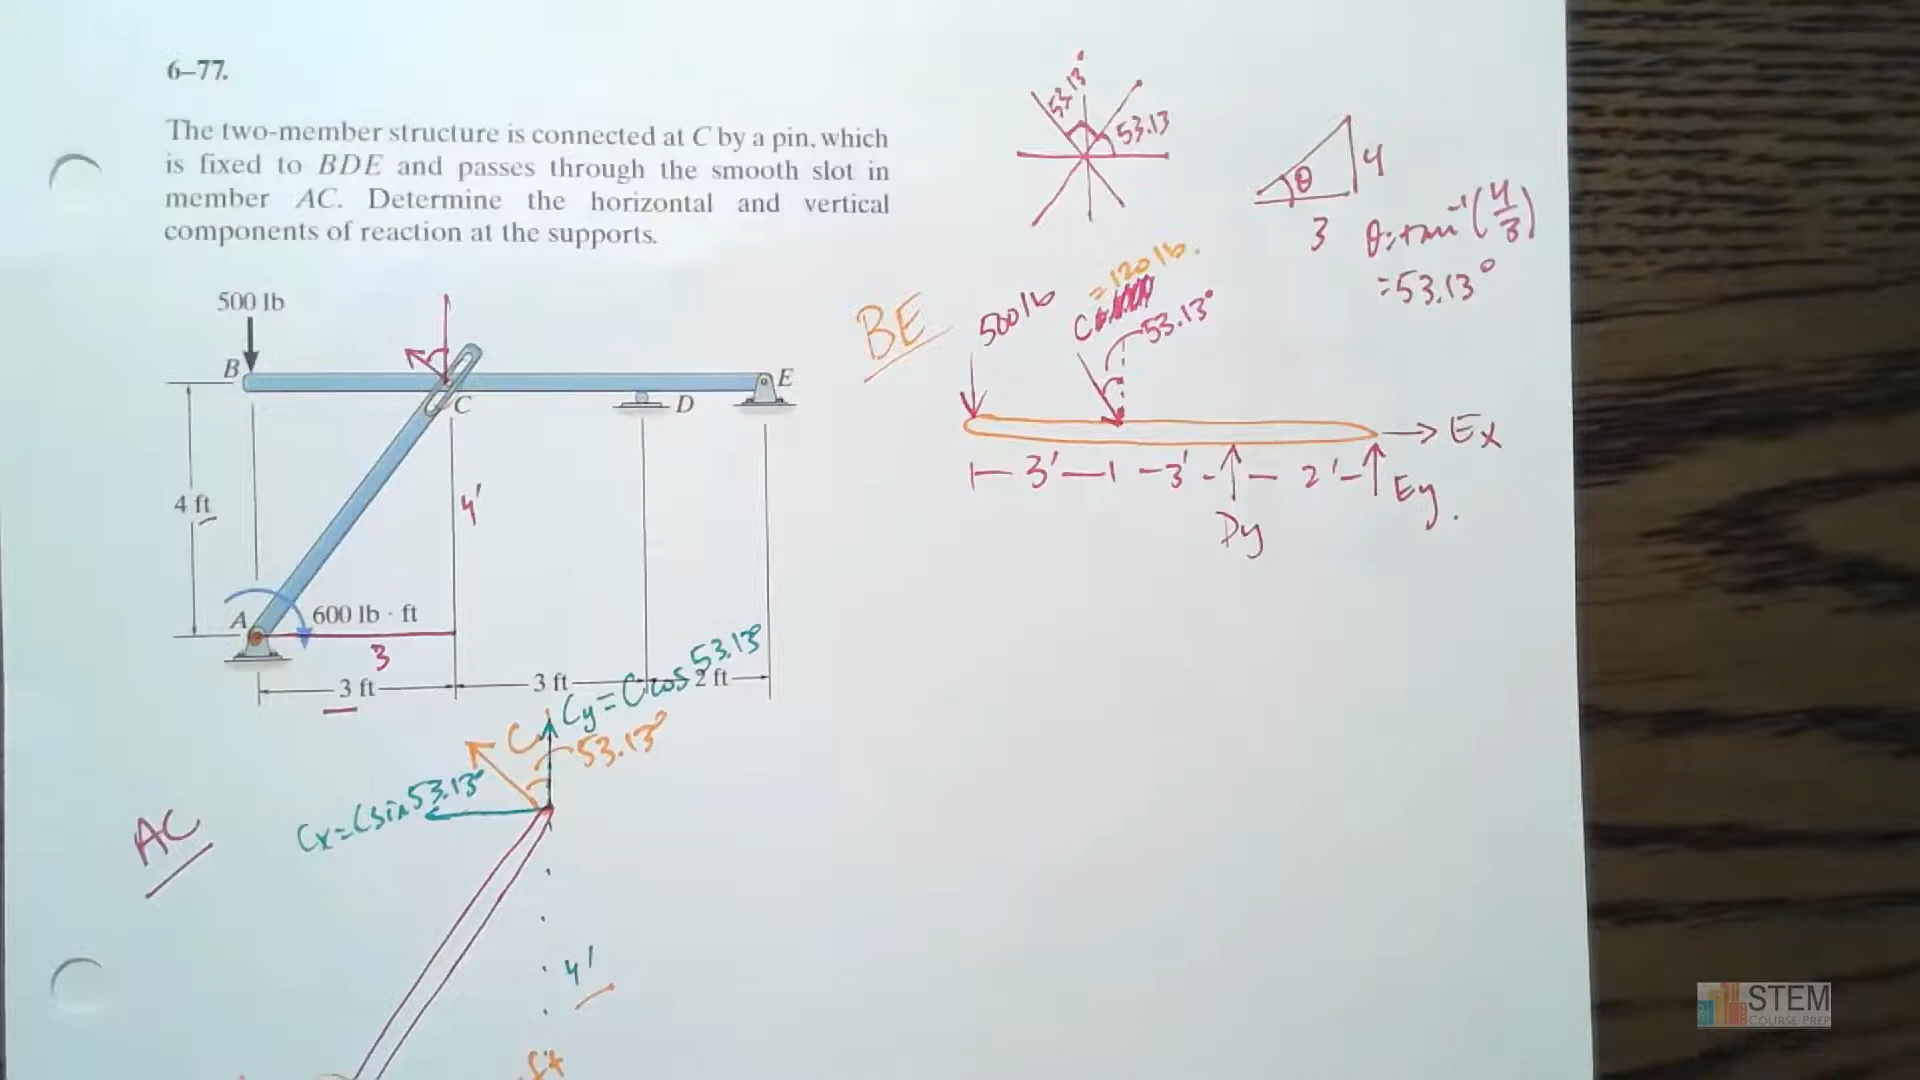 6–77.
The two-member structure is connected at C by a pin, which
is fixed to BDE and passes through the smooth slot in
member AC. Determine the horizontal and vertical
components of reaction at the supports.
500 lb
B
C
D
E
4 ft
4'
A
600 lb · ft
3
3 ft
3 ft
2 ft
53.13°
53.13
θ
4
3
θ = tan⁻¹(4/3)
= 53.13°
BE
500 lb
C
= 120 lb.
53.13°
Ex
3'
3'
2'
Ey
Dy
AC
C
Cy = C cos 53.13°
53.13°
Cx = C sin 53.13°
4'
ft
STEM
COURSE PREP